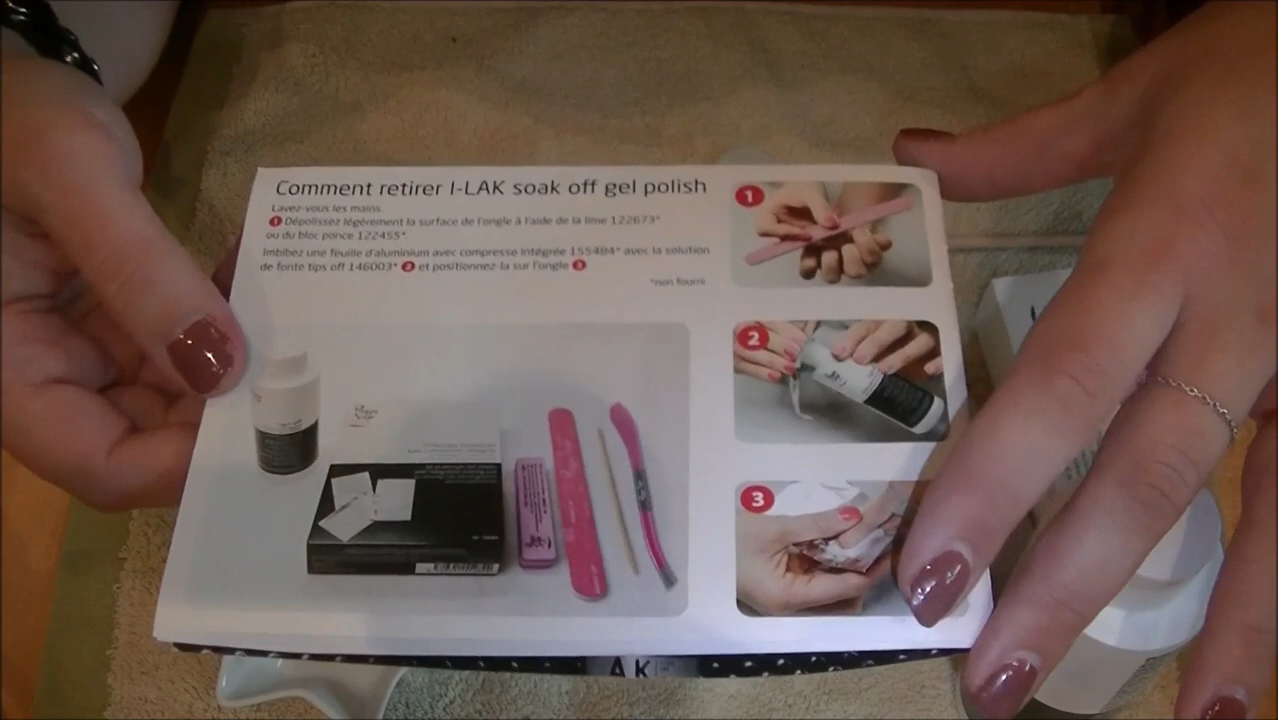 Comment retirer I-LAK soak off gel polish
Lavez-vous les mains.
1 Dépolissez légèrement la surface de l'ongle à l'aide de la lime 122673*
ou du bloc ponce 122455*.
Imbibez une feuille d'aluminium avec compresse intégrée 155484* avec la solution
de fonte tips off 146003* 2 et positionnez-la sur l'ongle 3
*non fourni
1
2
3
AK